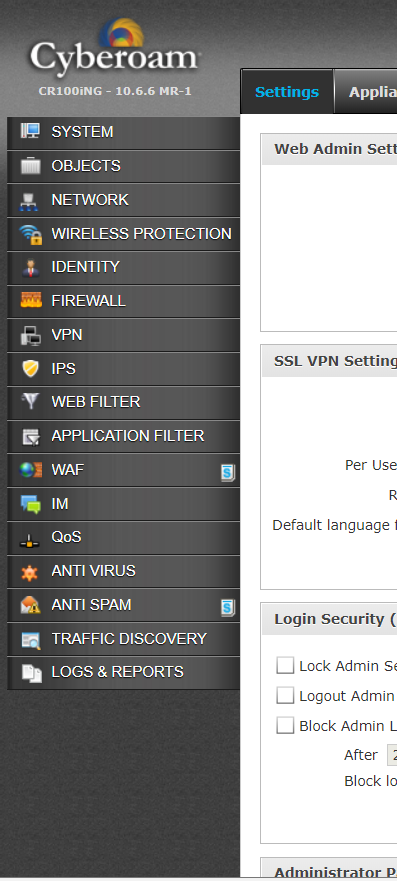 Cyberoam
CR100iNG - 10.6.6 MR-1
Settings
Applia
SYSTEM
OBJECTS
NETWORK
WIRELESS PROTECTION
IDENTITY
FIREWALL
VPN
IPS
WEB FILTER
APPLICATION FILTER
WAF
S
IM
QoS
ANTI VIRUS
ANTI SPAM
S
TRAFFIC DISCOVERY
LOGS & REPORTS
Web Admin Sett
SSL VPN Setting
Per Use
R
Default language f
Login Security (
Lock Admin Se
Logout Admin
Block Admin L
After 2
Block lo
Administrator P